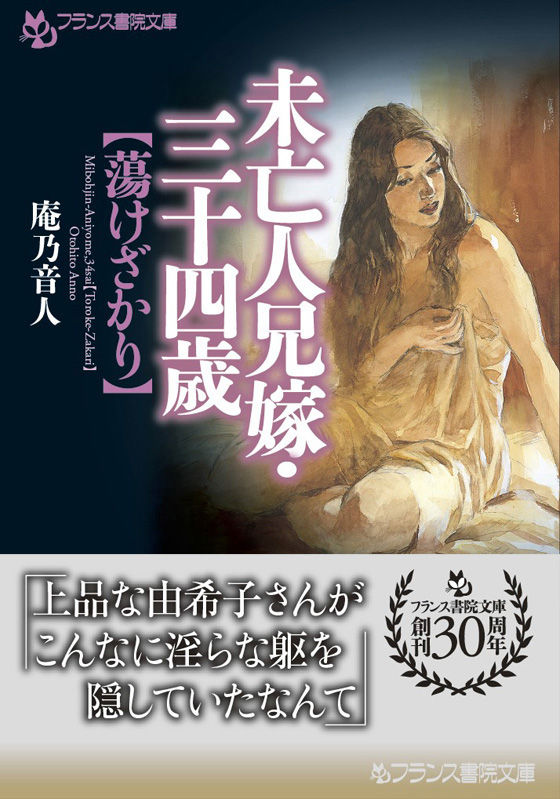 フランス書院文庫
未亡人兄嫁・
三十四歳
【蕩けざかり】
Mibohjin-Aniyome,34sai【Toroke-Zakari】
Otohito Anno
庵乃音人
「上品な由希子さんが
こんなに淫らな躯を
隠していたなんて」
フランス書院文庫
創刊30周年
フランス書院文庫